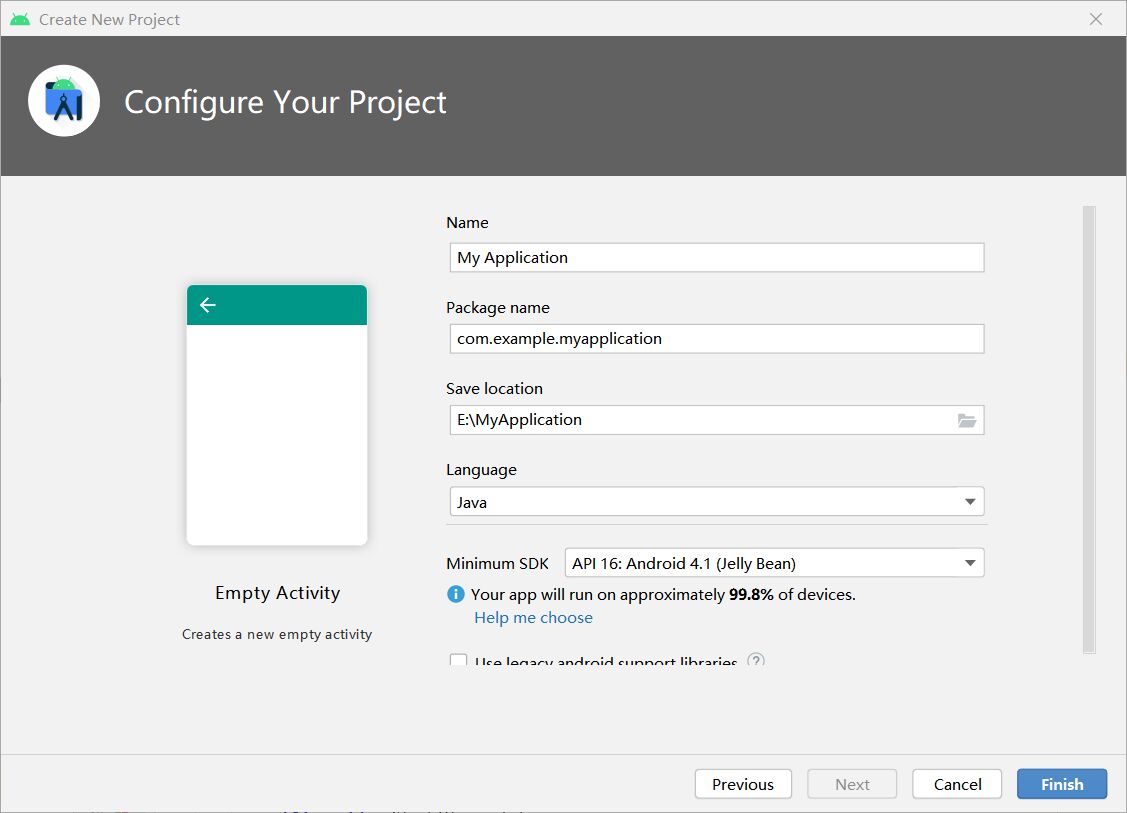 Create New Project
Configure Your Project
Name
My Application
Package name
com.example.myapplication
Save location
E:\MyApplication
Language
Java
Minimum SDK API 16: Android 4.1 (Jelly Bean)
Your app will run on approximately 99.8% of devices.
Help me choose
Use legacy android support libraries ?
Empty Activity
Creates a new empty activity
Previous Next Cancel Finish